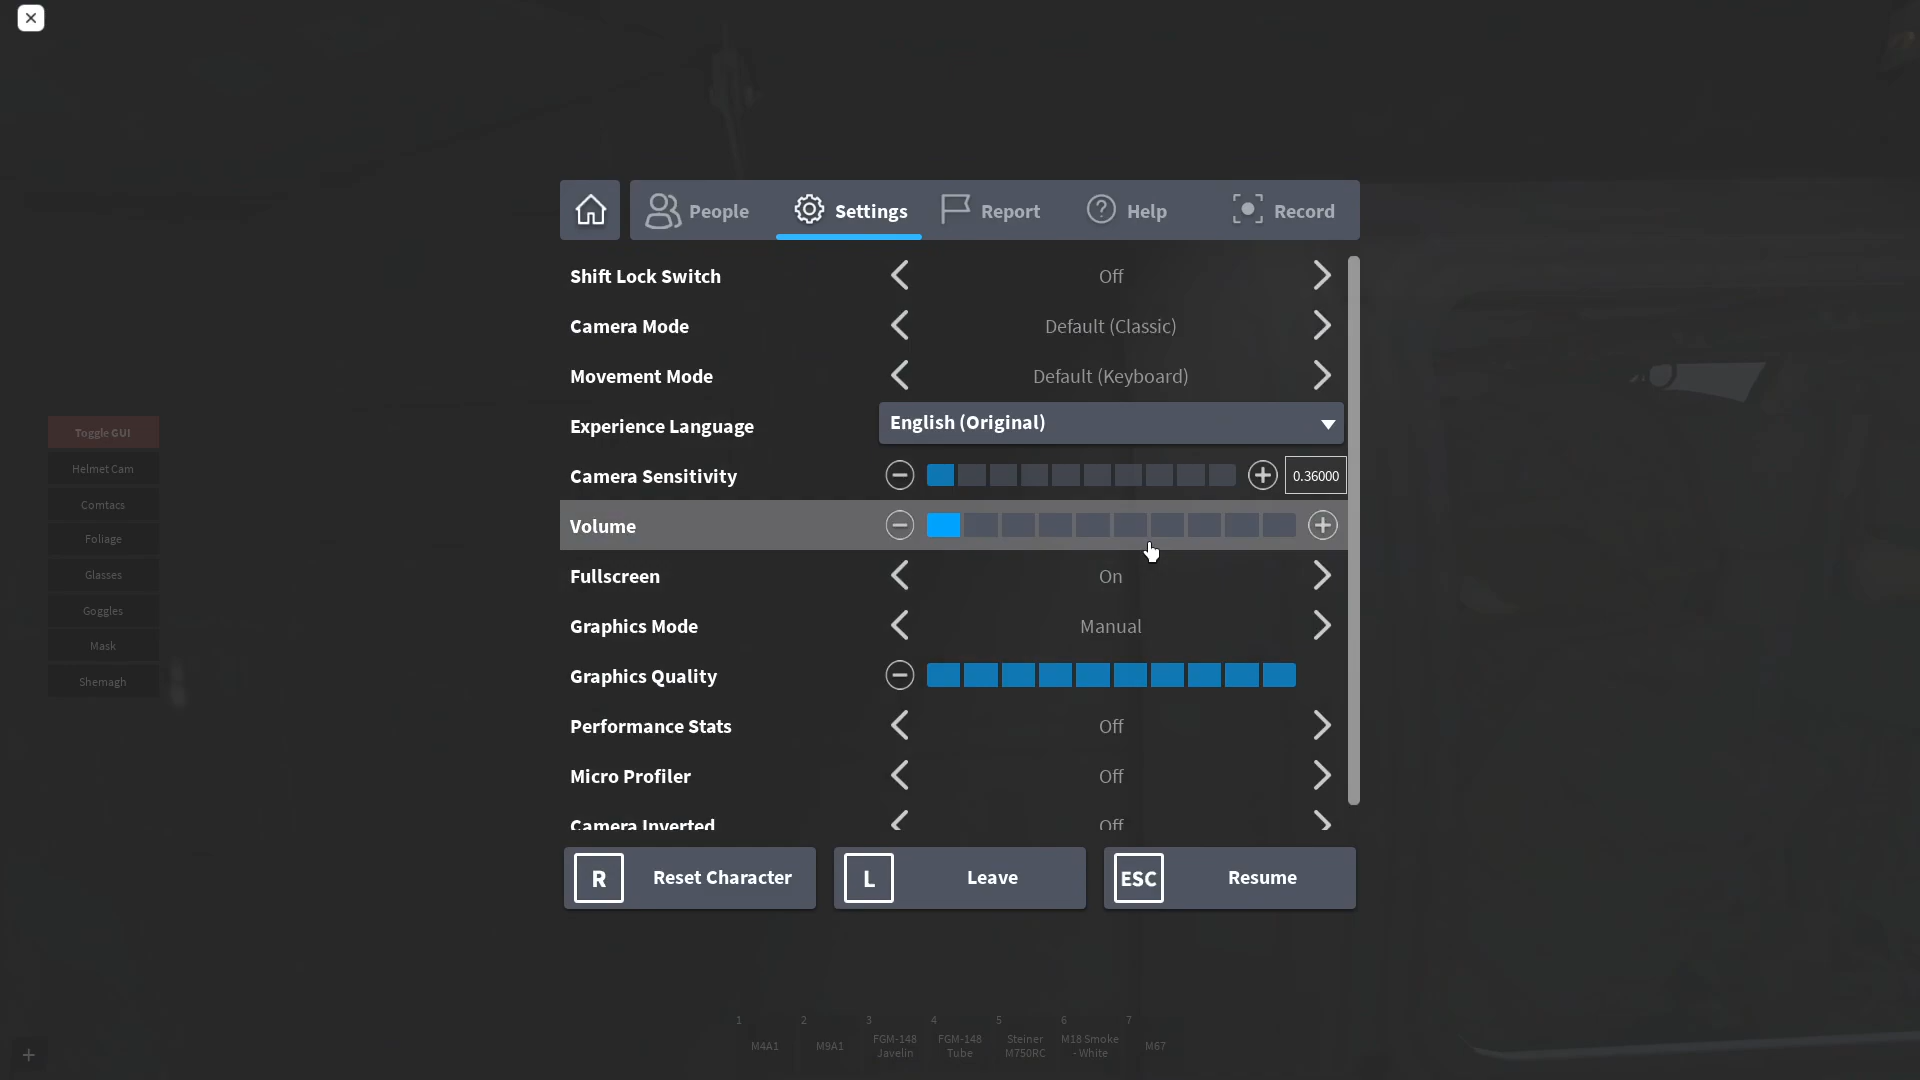 People
Settings
Report
Help
Record
Shift Lock Switch
Off
Camera Mode
Default (Classic)
Movement Mode
Default (Keyboard)
Experience Language
English (Original)
Camera Sensitivity
0.36000
Volume
Fullscreen
On
Graphics Mode
Manual
Graphics Quality
Performance Stats
Off
Micro Profiler
Off
Camera Inverted
Off
R
Reset Character
L
Leave
ESC
Resume
Toggle GUI
Helmet Cam
Comtacs
Foliage
Glasses
Goggles
Mask
Shemagh
1
2
3
4
5
6
7
M4A1
M9A1
FGM-148
Javelin
FGM-148
Tube
Steiner
M750RC
M18 Smoke
- White
M67